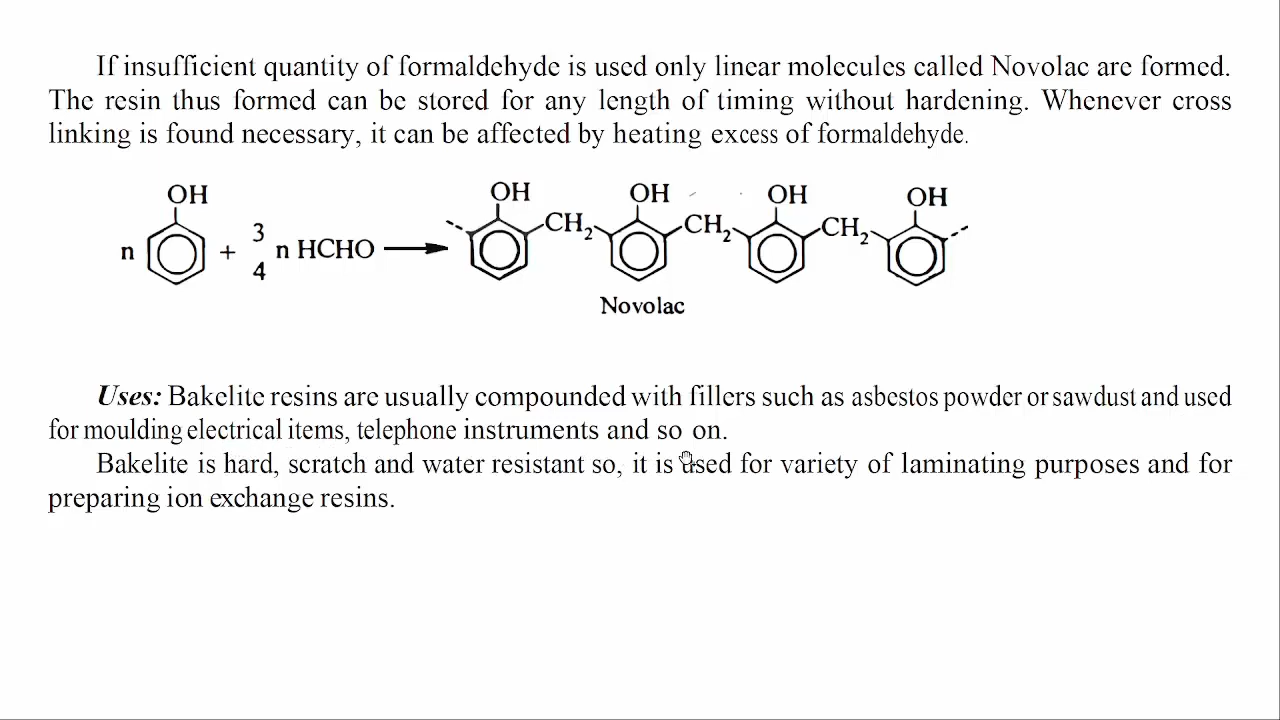 If insufficient quantity of formaldehyde is used only linear molecules called Novolac are formed.
The resin thus formed can be stored for any length of timing without hardening. Whenever cross
linking is found necessary, it can be affected by heating excess of formaldehyde.
OH OH OH OH OH
n + 3/4 n HCHO ⟶ CH₂ CH₂ CH₂
Novolac
Uses: Bakelite resins are usually compounded with fillers such as asbestos powder or sawdust and used
for moulding electrical items, telephone instruments and so on.
Bakelite is hard, scratch and water resistant so, it is used for variety of laminating purposes and for
preparing ion exchange resins.